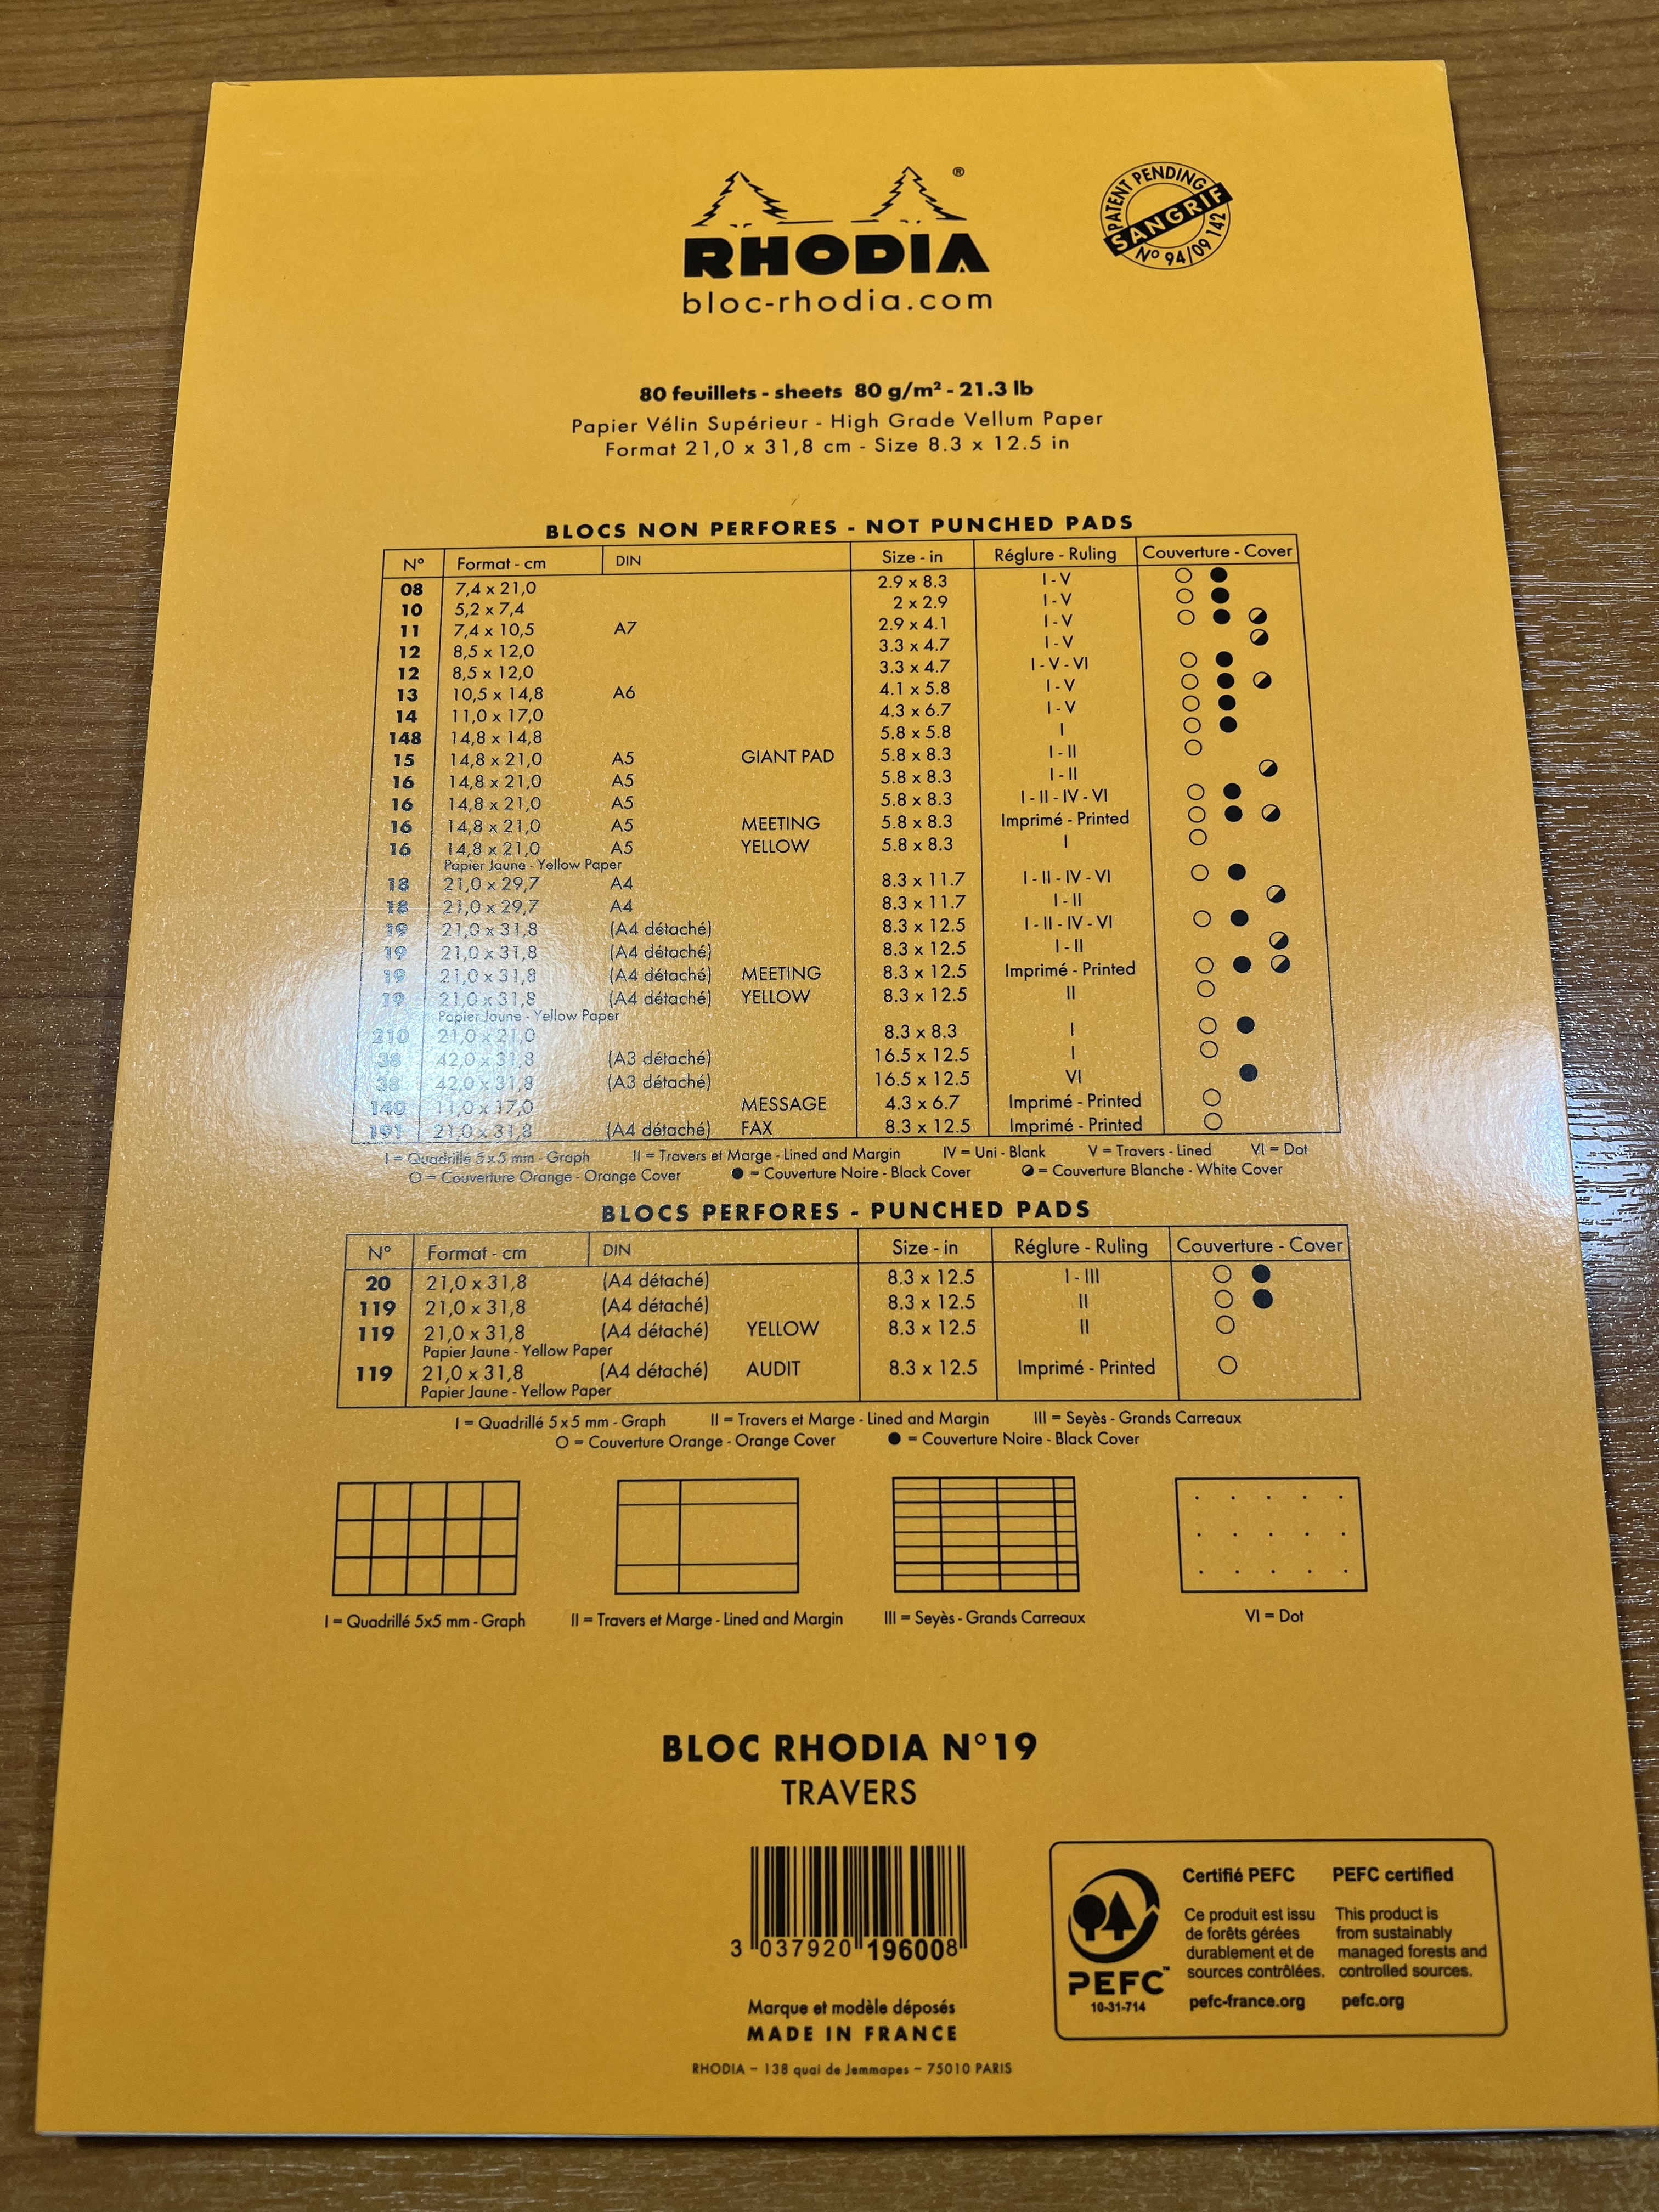 ®
RHODIA
bloc-rhodia.com
PATENT PENDING
SANGRIF
Nº 94/09 142
80 feuillets - sheets 80 g/m² - 21.3 lb
Papier Vélin Supérieur - High Grade Vellum Paper
Format 21,0 x 31,8 cm - Size 8.3 x 12.5 in
BLOCS NON PERFORES - NOT PUNCHED PADS
Nº Format - cm DIN Size - in Réglure - Ruling Couverture - Cover
08 7,4 x 21,0 2.9 x 8.3 I - V ○ ●
10 5,2 x 7,4 2 x 2.9 I - V ○ ●
11 7,4 x 10,5 A7 2.9 x 4.1 I - V ○ ● ◪
12 8,5 x 12,0 3.3 x 4.7 I - V ◪
12 8,5 x 12,0 3.3 x 4.7 I - V - VI ○ ●
13 10,5 x 14,8 A6 4.1 x 5.8 I - V ○ ● ◪
14 11,0 x 17,0 4.3 x 6.7 I - V ○ ●
148 14,8 x 14,8 5.8 x 5.8 I ○ ●
15 14,8 x 21,0 A5 GIANT PAD 5.8 x 8.3 I - II ○
16 14,8 x 21,0 A5 5.8 x 8.3 I - II ◪
16 14,8 x 21,0 A5 5.8 x 8.3 I - II - IV - VI ○ ●
16 14,8 x 21,0 A5 MEETING 5.8 x 8.3 Imprimé - Printed ○ ● ◪
16 14,8 x 21,0 A5 YELLOW 5.8 x 8.3 I ○
Papier Jaune - Yellow Paper
18 21,0 x 29,7 A4 8.3 x 11.7 I - II - IV - VI ○ ●
18 21,0 x 29,7 A4 8.3 x 11.7 I - II ◪
19 21,0 x 31,8 (A4 détaché) 8.3 x 12.5 I - II - IV - VI ○ ●
19 21,0 x 31,8 (A4 détaché) 8.3 x 12.5 I - II ◪
19 21,0 x 31,8 (A4 détaché) MEETING 8.3 x 12.5 Imprimé - Printed ○ ● ◪
19 21,0 x 31,8 (A4 détaché) YELLOW 8.3 x 12.5 II ○
Papier Jaune - Yellow Paper
210 21,0 x 21,0 8.3 x 8.3 I ○ ●
38 42,0 x 31,8 (A3 détaché) 16.5 x 12.5 I ○
38 42,0 x 31,8 (A3 détaché) 16.5 x 12.5 VI ●
140 11,0 x 17,0 MESSAGE 4.3 x 6.7 Imprimé - Printed ○
191 21,0 x 31,8 (A4 détaché) FAX 8.3 x 12.5 Imprimé - Printed ○
I = Quadrillé 5x5 mm - Graph II = Travers et Marge - Lined and Margin IV = Uni - Blank V = Travers - Lined VI = Dot
○ = Couverture Orange - Orange Cover ● = Couverture Noire - Black Cover ◪ = Couverture Blanche - White Cover
BLOCS PERFORES - PUNCHED PADS
Nº Format - cm DIN Size - in Réglure - Ruling Couverture - Cover
20 21,0 x 31,8 (A4 détaché) 8.3 x 12.5 I - III ○ ●
119 21,0 x 31,8 (A4 détaché) 8.3 x 12.5 II ○ ●
119 21,0 x 31,8 (A4 détaché) YELLOW 8.3 x 12.5 II ○
Papier Jaune - Yellow Paper
119 21,0 x 31,8 (A4 détaché) AUDIT 8.3 x 12.5 Imprimé - Printed ○
Papier Jaune - Yellow Paper
I = Quadrillé 5x5 mm - Graph II = Travers et Marge - Lined and Margin III = Seyès - Grands Carreaux
○ = Couverture Orange - Orange Cover ● = Couverture Noire - Black Cover
I = Quadrillé 5x5 mm - Graph II = Travers et Marge - Lined and Margin III = Seyès - Grands Carreaux VI = Dot
BLOC RHODIA N°19
TRAVERS
3 037920 196008
Marque et modèle déposés
MADE IN FRANCE
RHODIA – 138 quai de Jemmapes – 75010 PARIS
PEFC™
10-31-714
Certifié PEFC
Ce produit est issu
de forêts gérées
durablement et de
sources contrôlées.
pefc-france.org
PEFC certified
This product is
from sustainably
managed forests and
controlled sources.
pefc.org